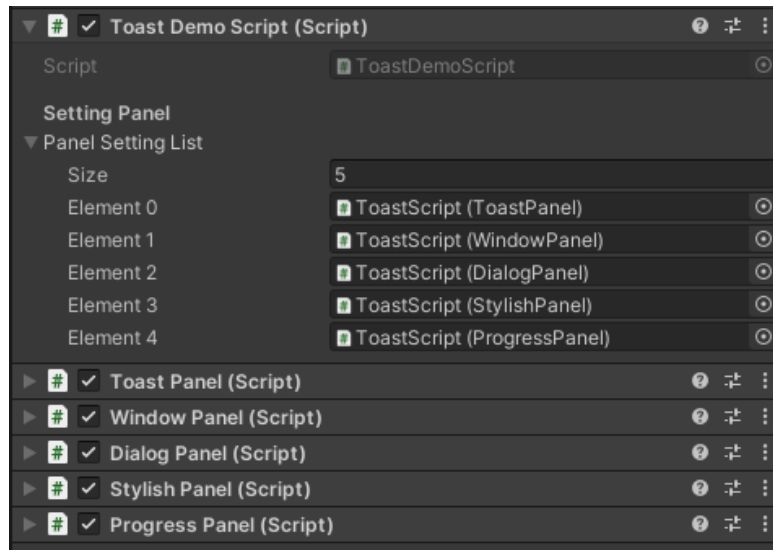 Toast Demo Script (Script)
Script ToastDemoScript
Setting Panel
Panel Setting List
Size 5
Element 0 ToastScript (ToastPanel)
Element 1 ToastScript (WindowPanel)
Element 2 ToastScript (DialogPanel)
Element 3 ToastScript (StylishPanel)
Element 4 ToastScript (ProgressPanel)
Toast Panel (Script)
Window Panel (Script)
Dialog Panel (Script)
Stylish Panel (Script)
Progress Panel (Script)